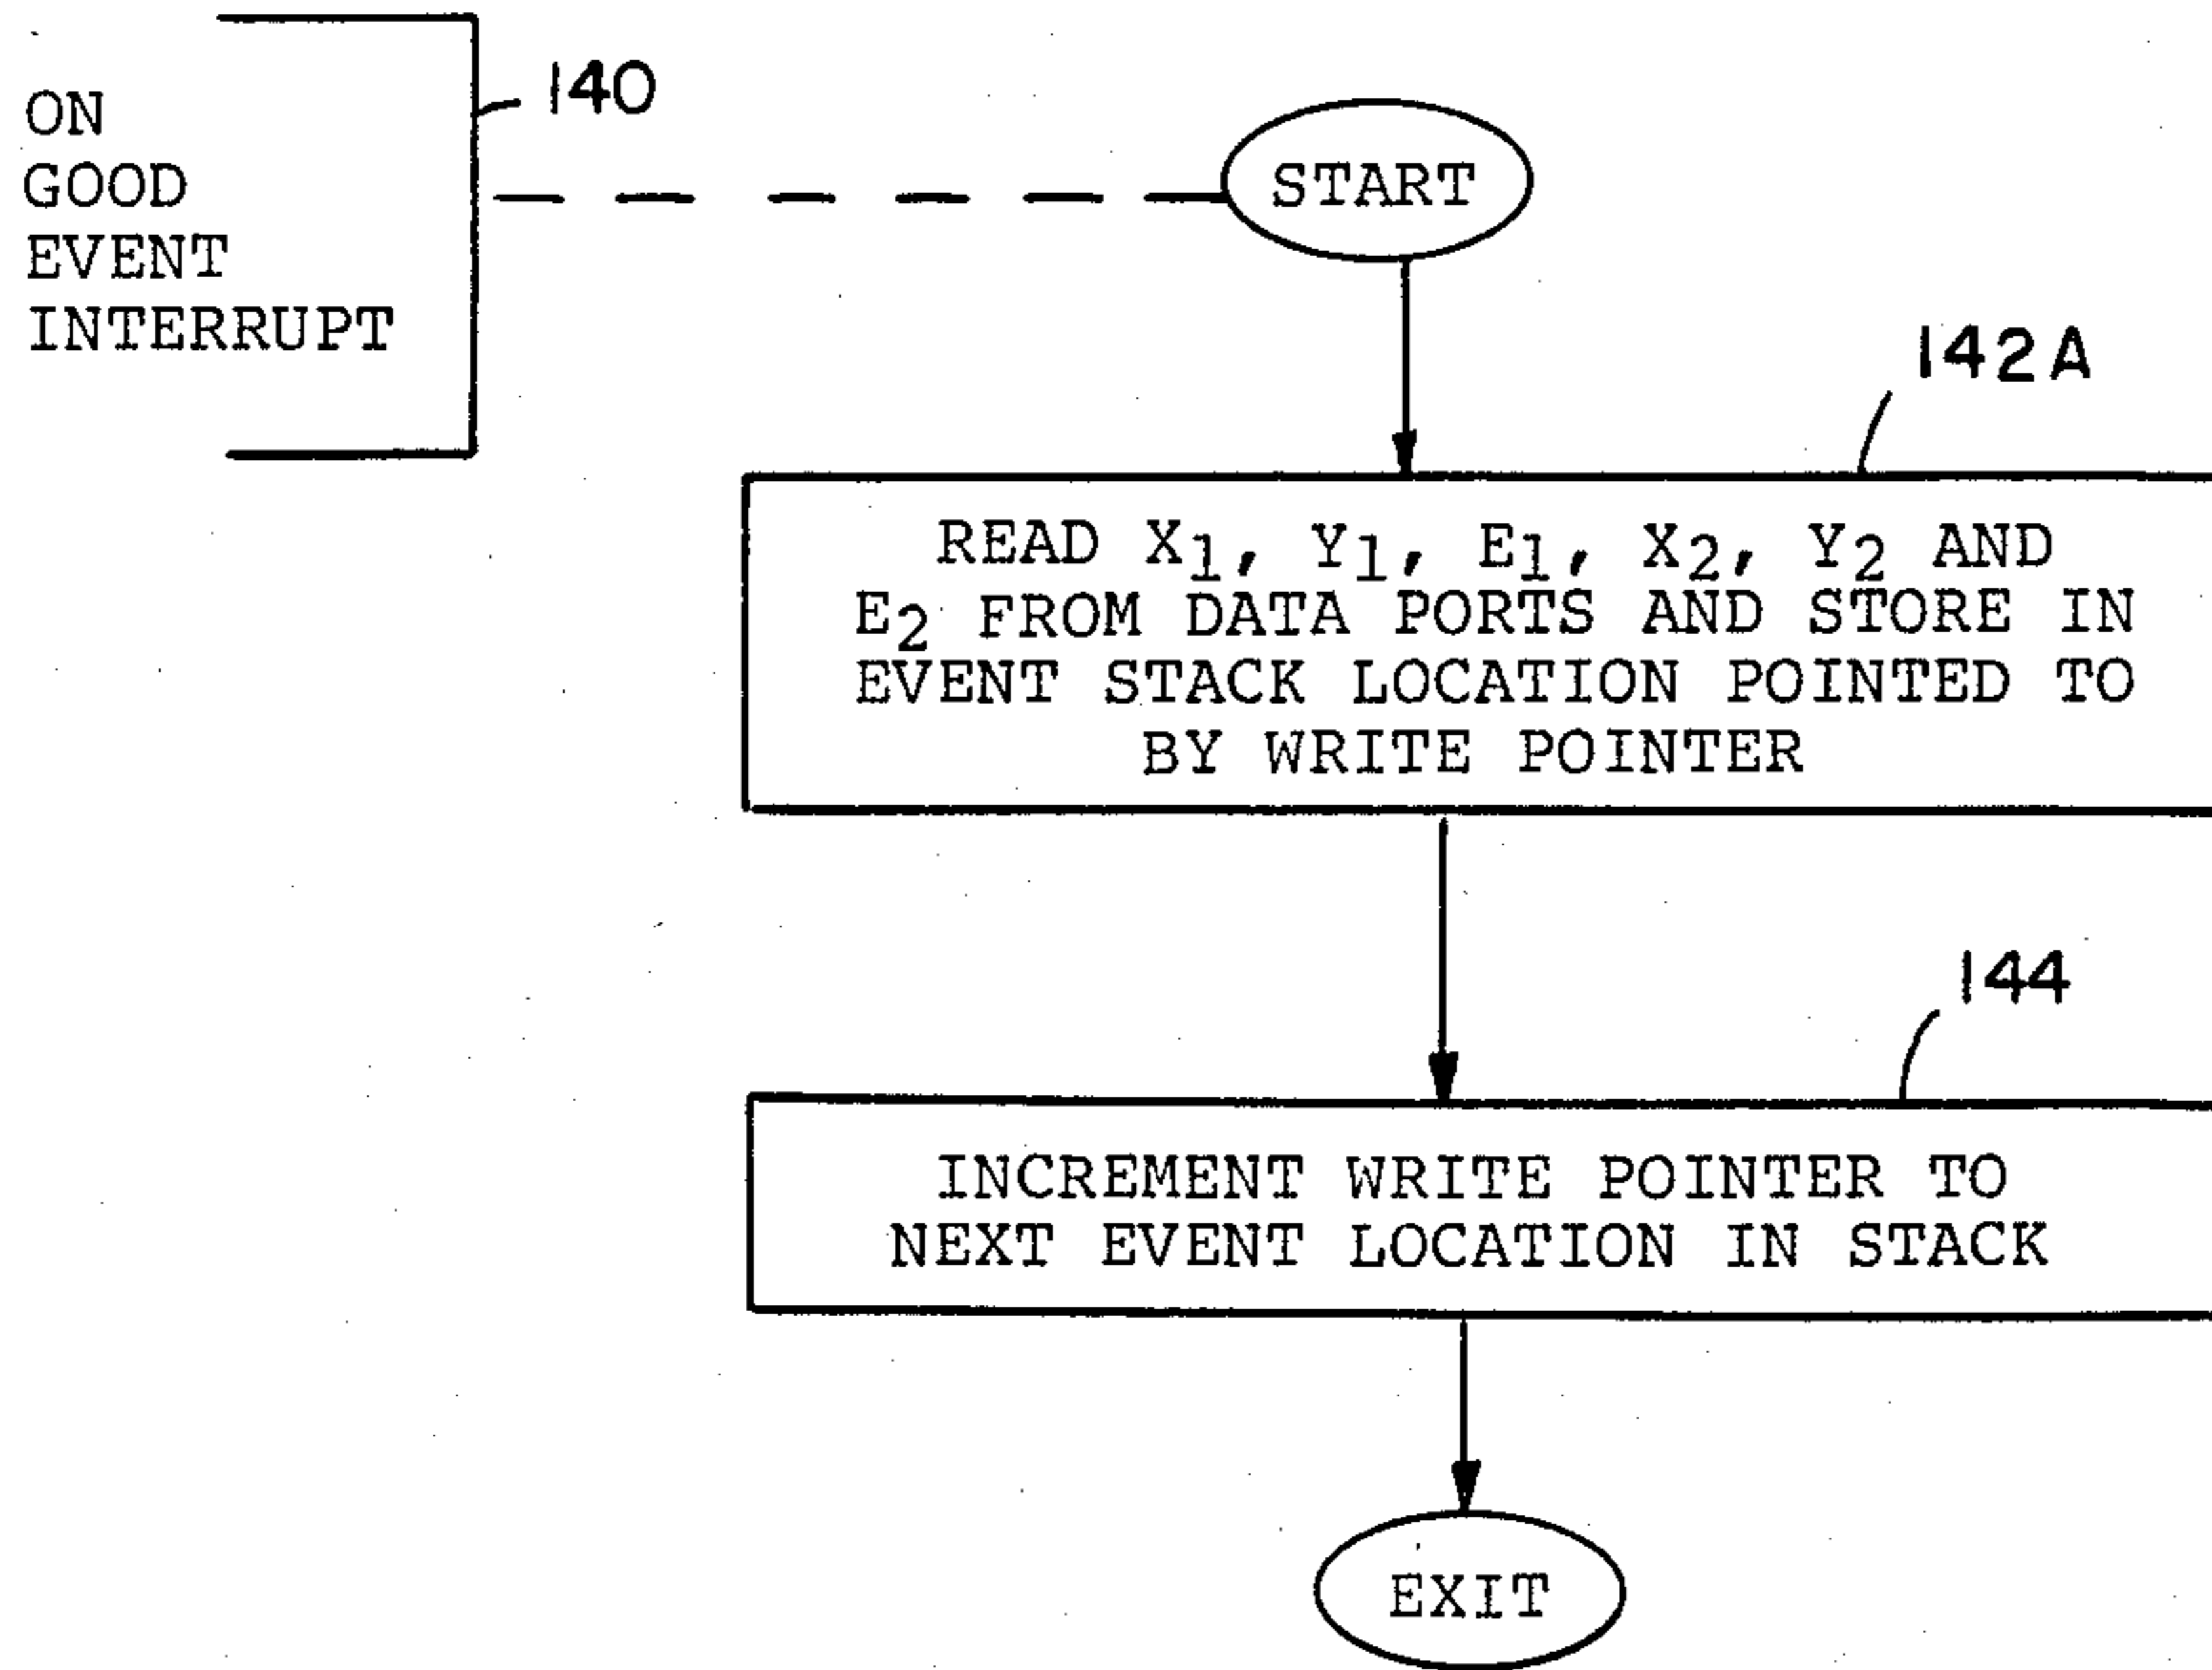 ON
GOOD
EVENT
INTERRUPT
140
START
142A
READ X1, Y1, E1, X2, Y2 AND
E2 FROM DATA PORTS AND STORE IN
EVENT STACK LOCATION POINTED TO
BY WRITE POINTER
144
INCREMENT WRITE POINTER TO
NEXT EVENT LOCATION IN STACK
EXIT